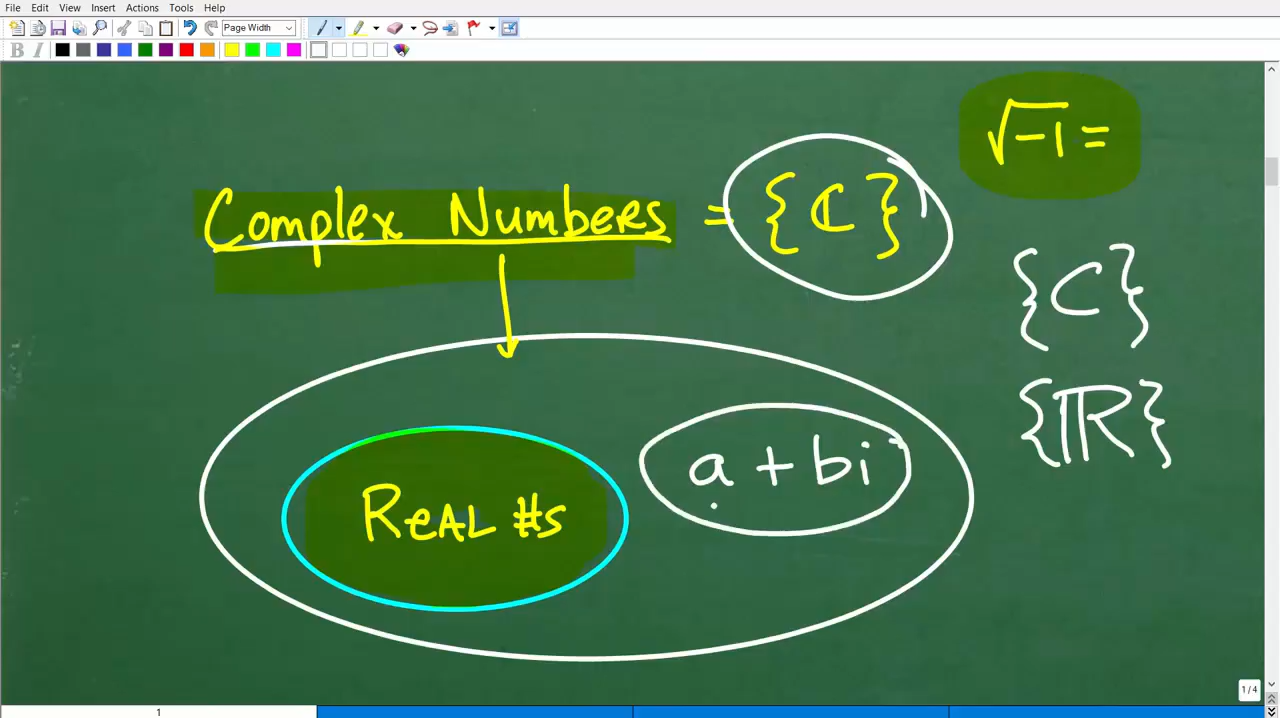 File Edit View Insert Actions Tools Help
Page Width
B I
√-1 =
Complex Numbers = {ℂ}
{C}
{ℝ}
a + bi
ReAL #s
1/4
1